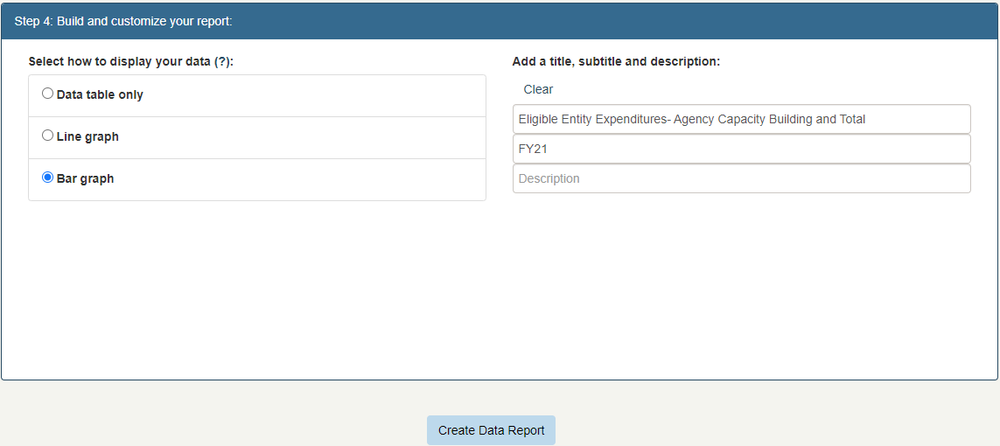 Step 4: Build and customize your report:
Select how to display your data (?):
Data table only
Line graph
Bar graph
Add a title, subtitle and description:
Clear
Eligible Entity Expenditures- Agency Capacity Building and Total
FY21
Description
Create Data Report